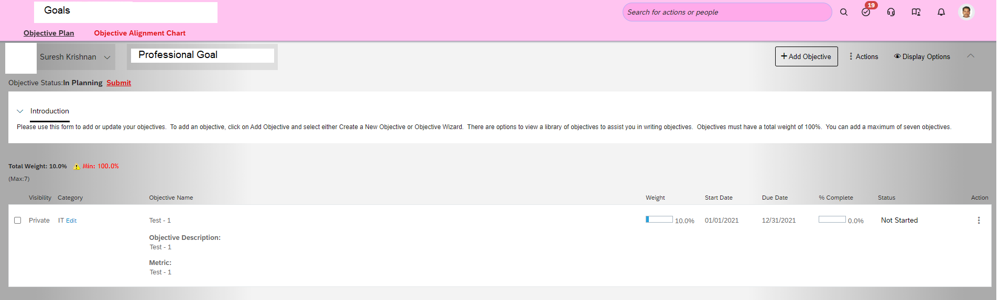 Goals
Search for actions or people
19
Objective Plan Objective Alignment Chart
Suresh Krishnan Professional Goal
+ Add Objective Actions Display Options
Objective Status:In Planning Submit
Introduction
Please use this form to add or update your objectives. To add an objective, click on Add Objective and select either Create a New Objective or Objective Wizard. There are options to view a library of objectives to assist you in writing objectives. Objectives must have a total weight of 100%. You can add a maximum of seven objectives.
Total Weight: 10.0% Min: 100.0%
(Max:7)
Visibility Category Objective Name Weight Start Date Due Date % Complete Status Action
Private IT Edit Test - 1 10.0% 01/01/2021 12/31/2021 0.0% Not Started
Objective Description:
Test - 1
Metric:
Test - 1